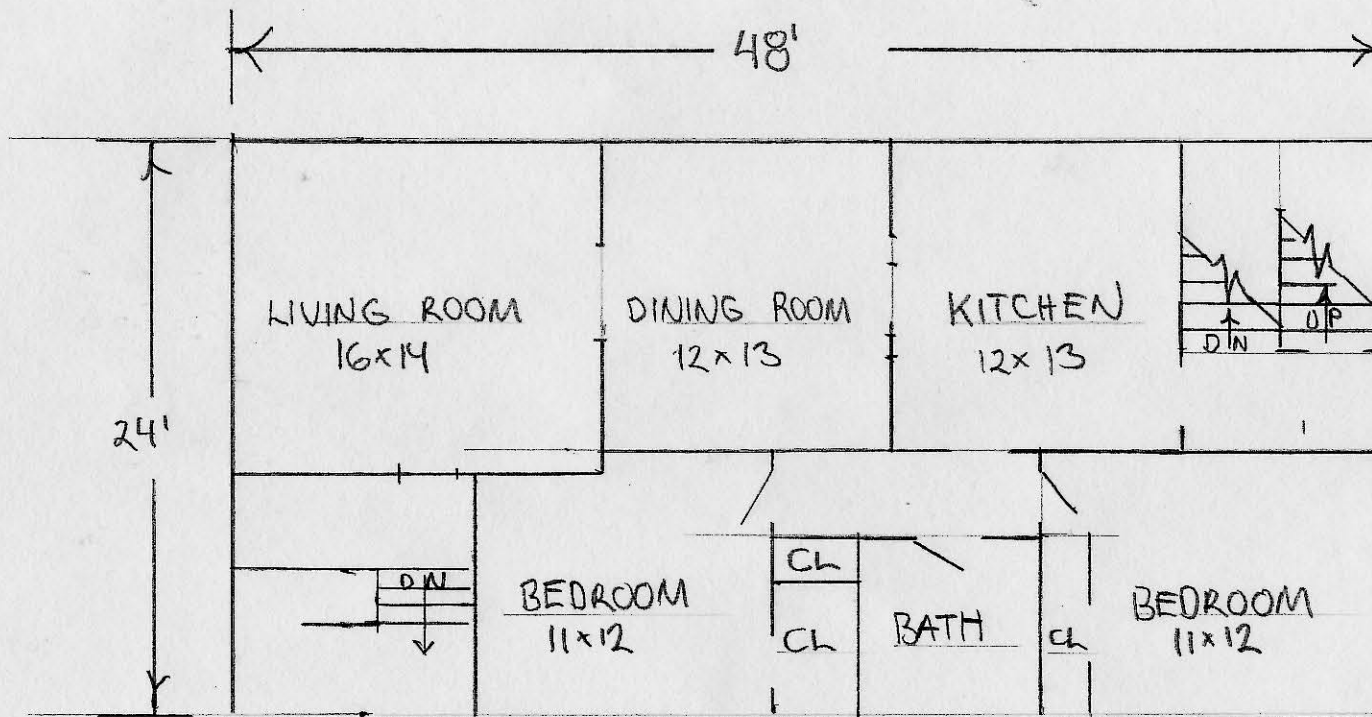 48'
LIVING ROOM
16x14
DINING ROOM
12x13
KITCHEN
12x13
DN
UP
24'
DN
BEDROOM
11x12
CL
CL
BATH
CL
BEDROOM
11x12